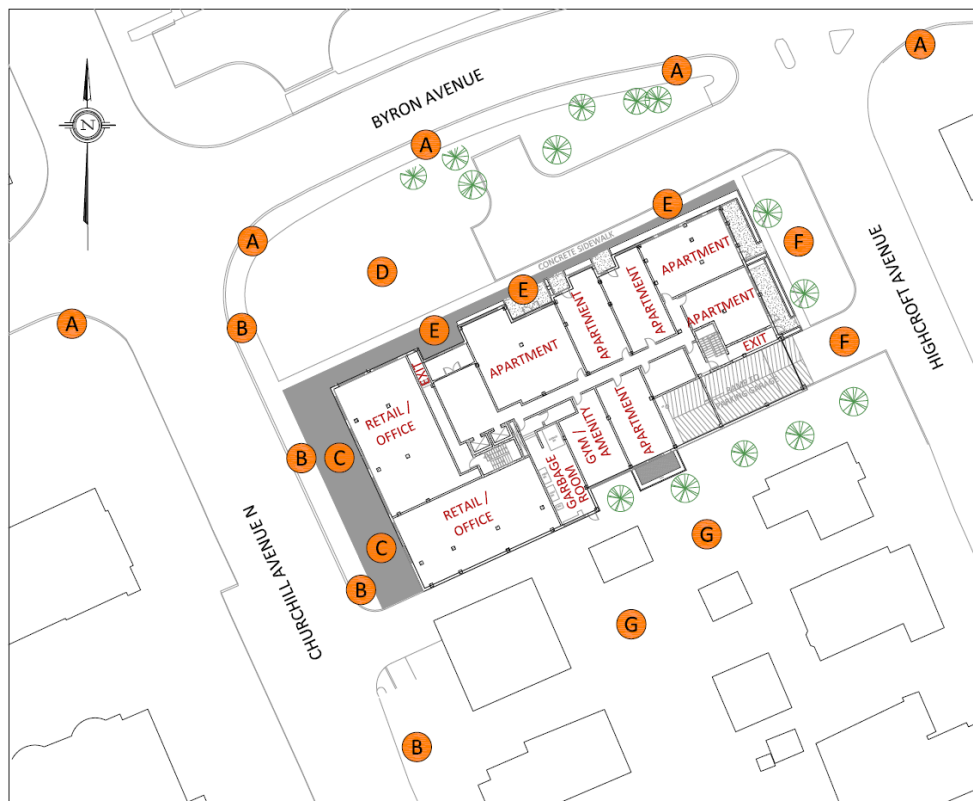 A
A
BYRON AVENUE
N
A
E
A
F
HIGHCROFT AVENUE
CONCRETE SIDEWALK
D
APARTMENT
E
APARTMENT
APARTMENT
APARTMENT
A
B
E
F
EXIT
EXIT
APARTMENT
RETAIL /
OFFICE
GYM /
AMENITY
APARTMENT
B
C
GARBAGE
ROOM
RETAIL /
OFFICE
G
C
CHURCHILL AVENUE N
B
G
B